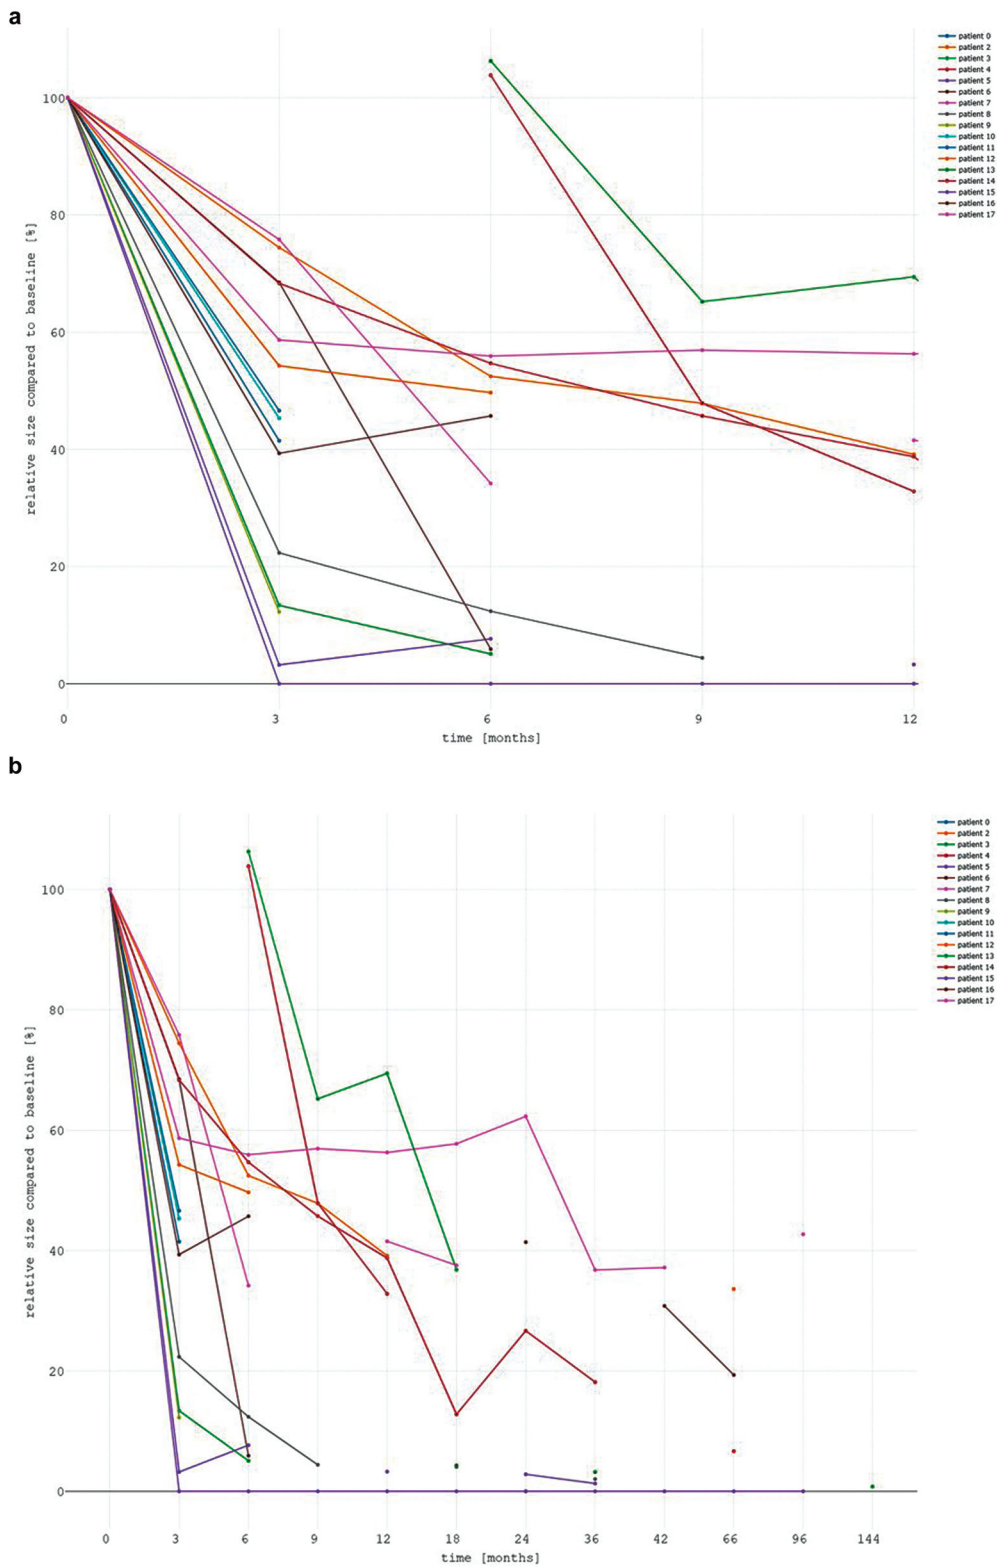 a
patient 0
patient 2
patient 3
patient 4
patient 5
patient 6
patient 7
patient 8
patient 9
patient 10
patient 11
patient 12
patient 13
patient 14
patient 15
patient 16
patient 17
relative size compared to baseline [%]
100
80
60
40
20
0
0 3 6 9 12
time [months]
b
patient 0
patient 2
patient 3
patient 4
patient 5
patient 6
patient 7
patient 8
patient 9
patient 10
patient 11
patient 12
patient 13
patient 14
patient 15
patient 16
patient 17
relative size compared to baseline [%]
100
80
60
40
20
0
0 3 6 9 12 18 24 36 42 66 96 144
time [months]